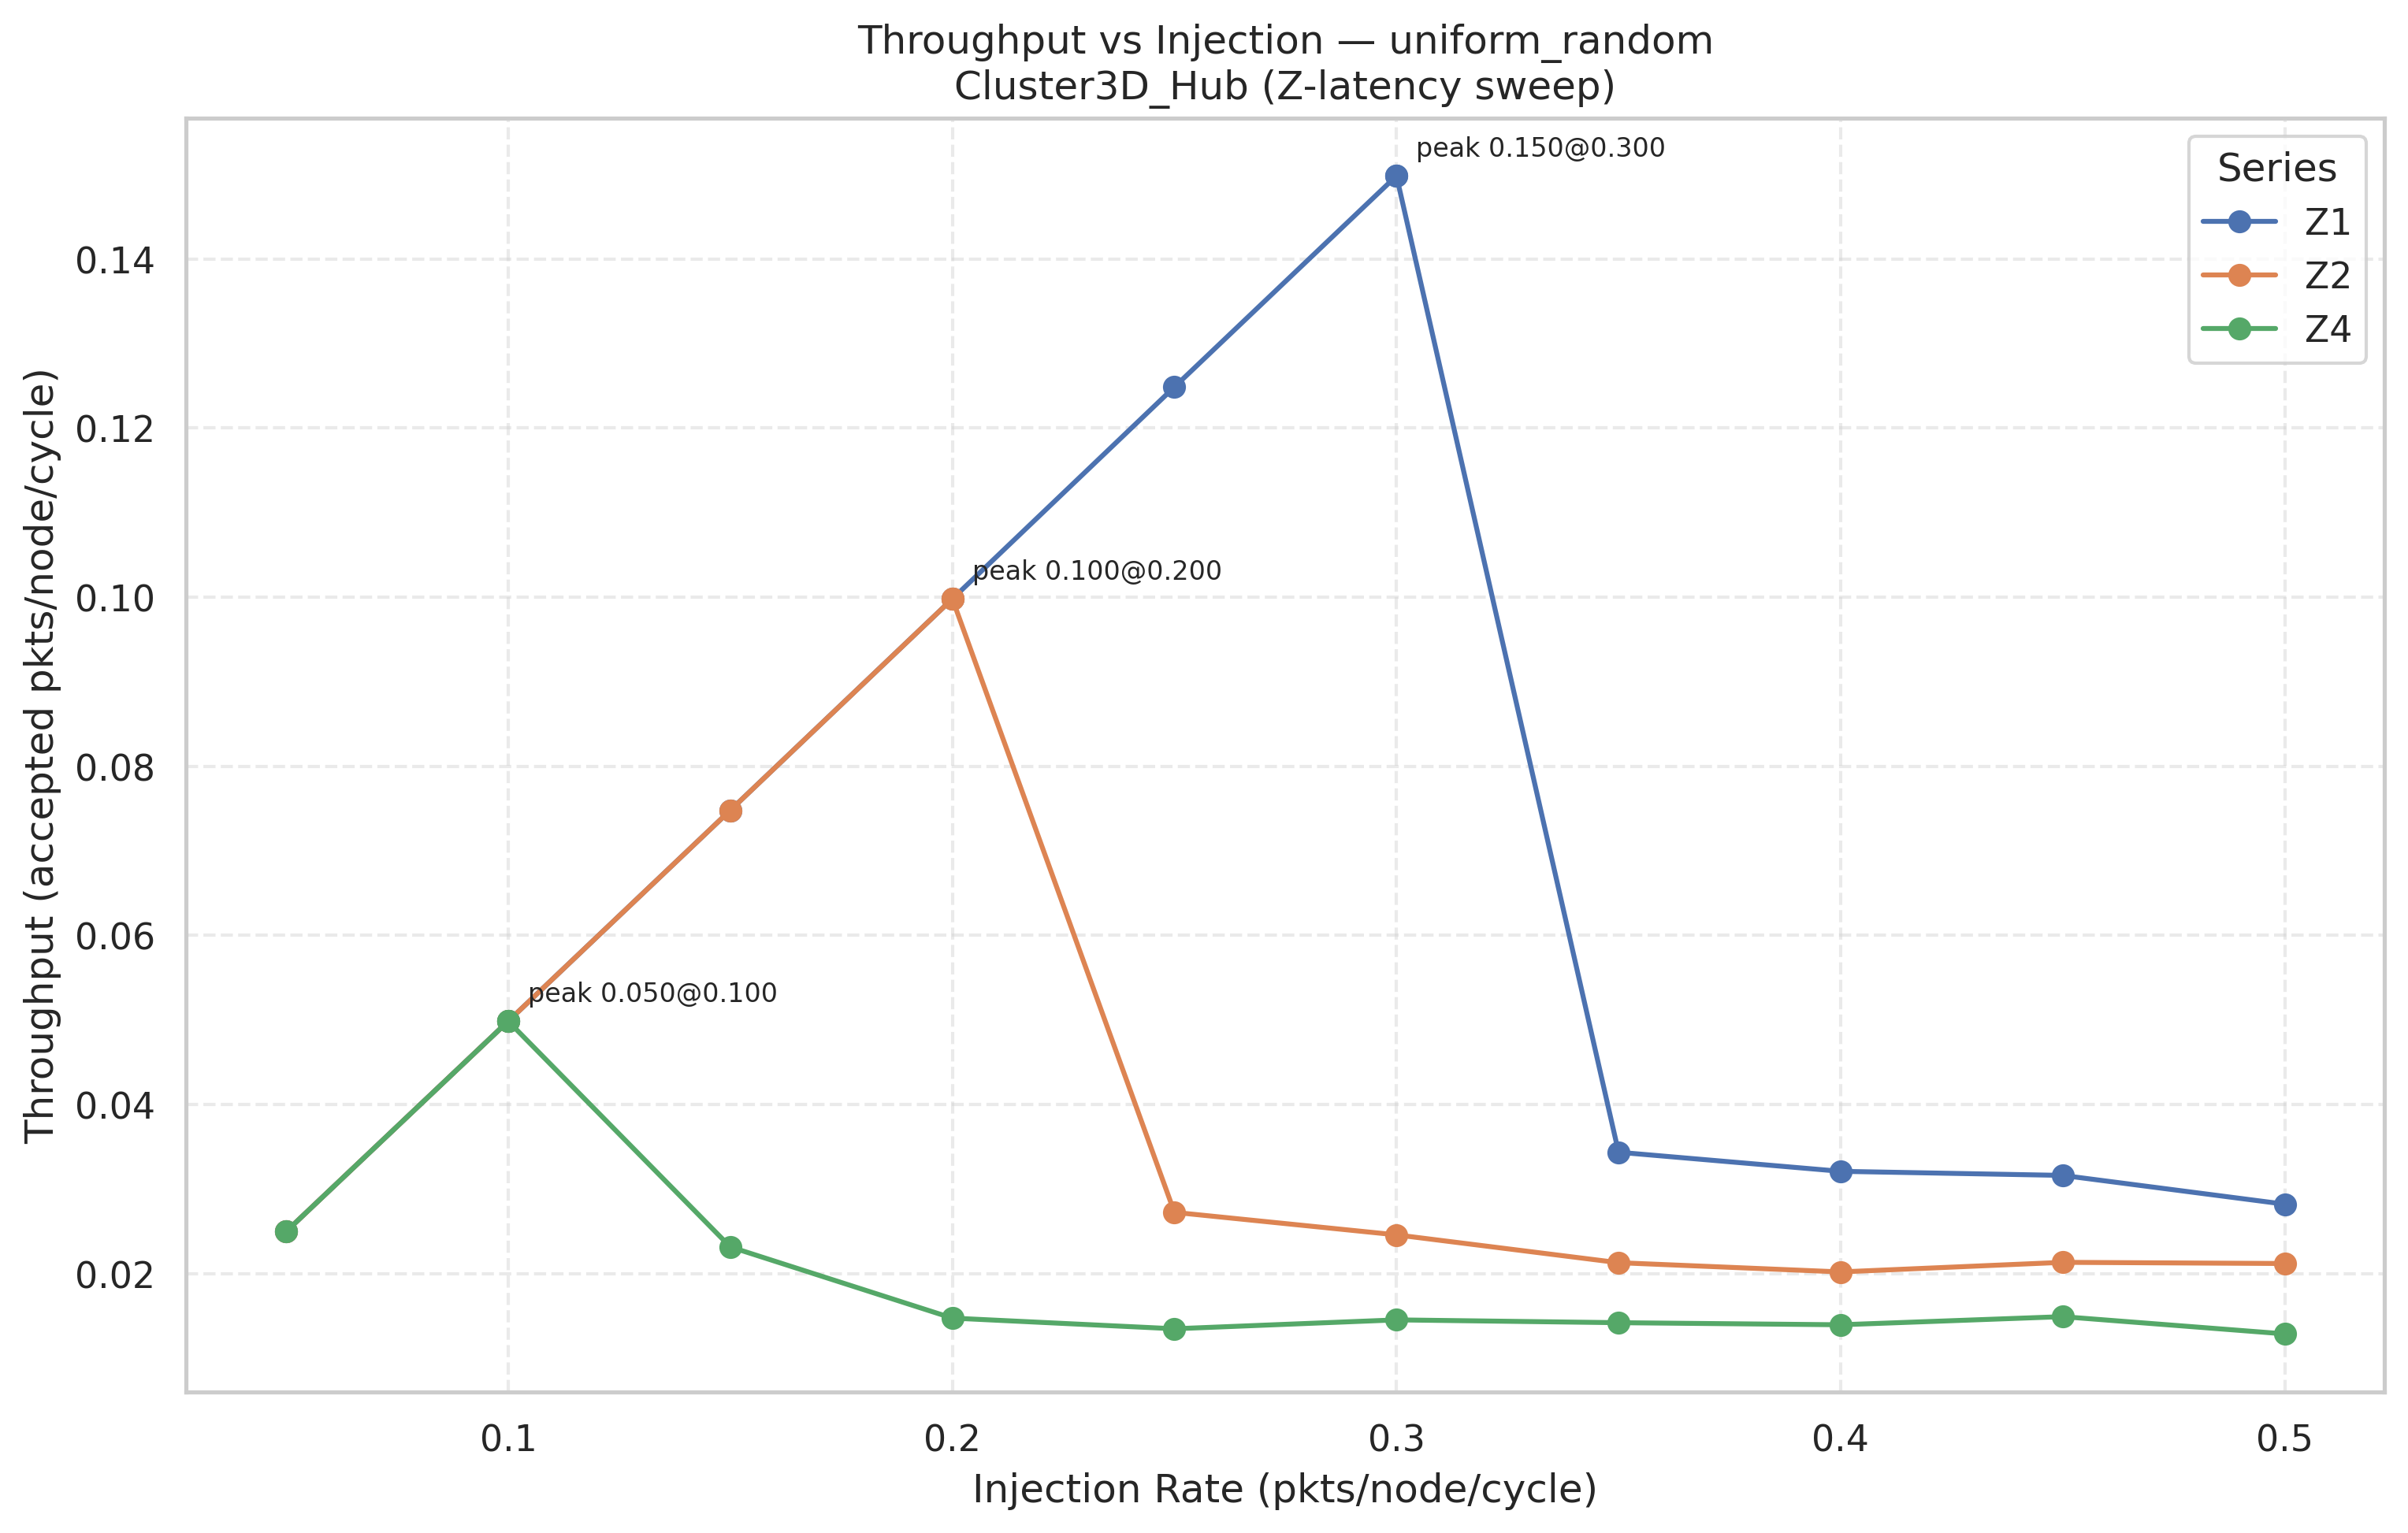 Throughput vs Injection — uniform_random
Cluster3D_Hub (Z-latency sweep)
peak 0.150@0.300
Series
Z1
Z2
Z4
peak 0.100@0.200
peak 0.050@0.100
Throughput (accepted pkts/node/cycle)
0.14
0.12
0.10
0.08
0.06
0.04
0.02
0.1
0.2
0.3
0.4
0.5
Injection Rate (pkts/node/cycle)